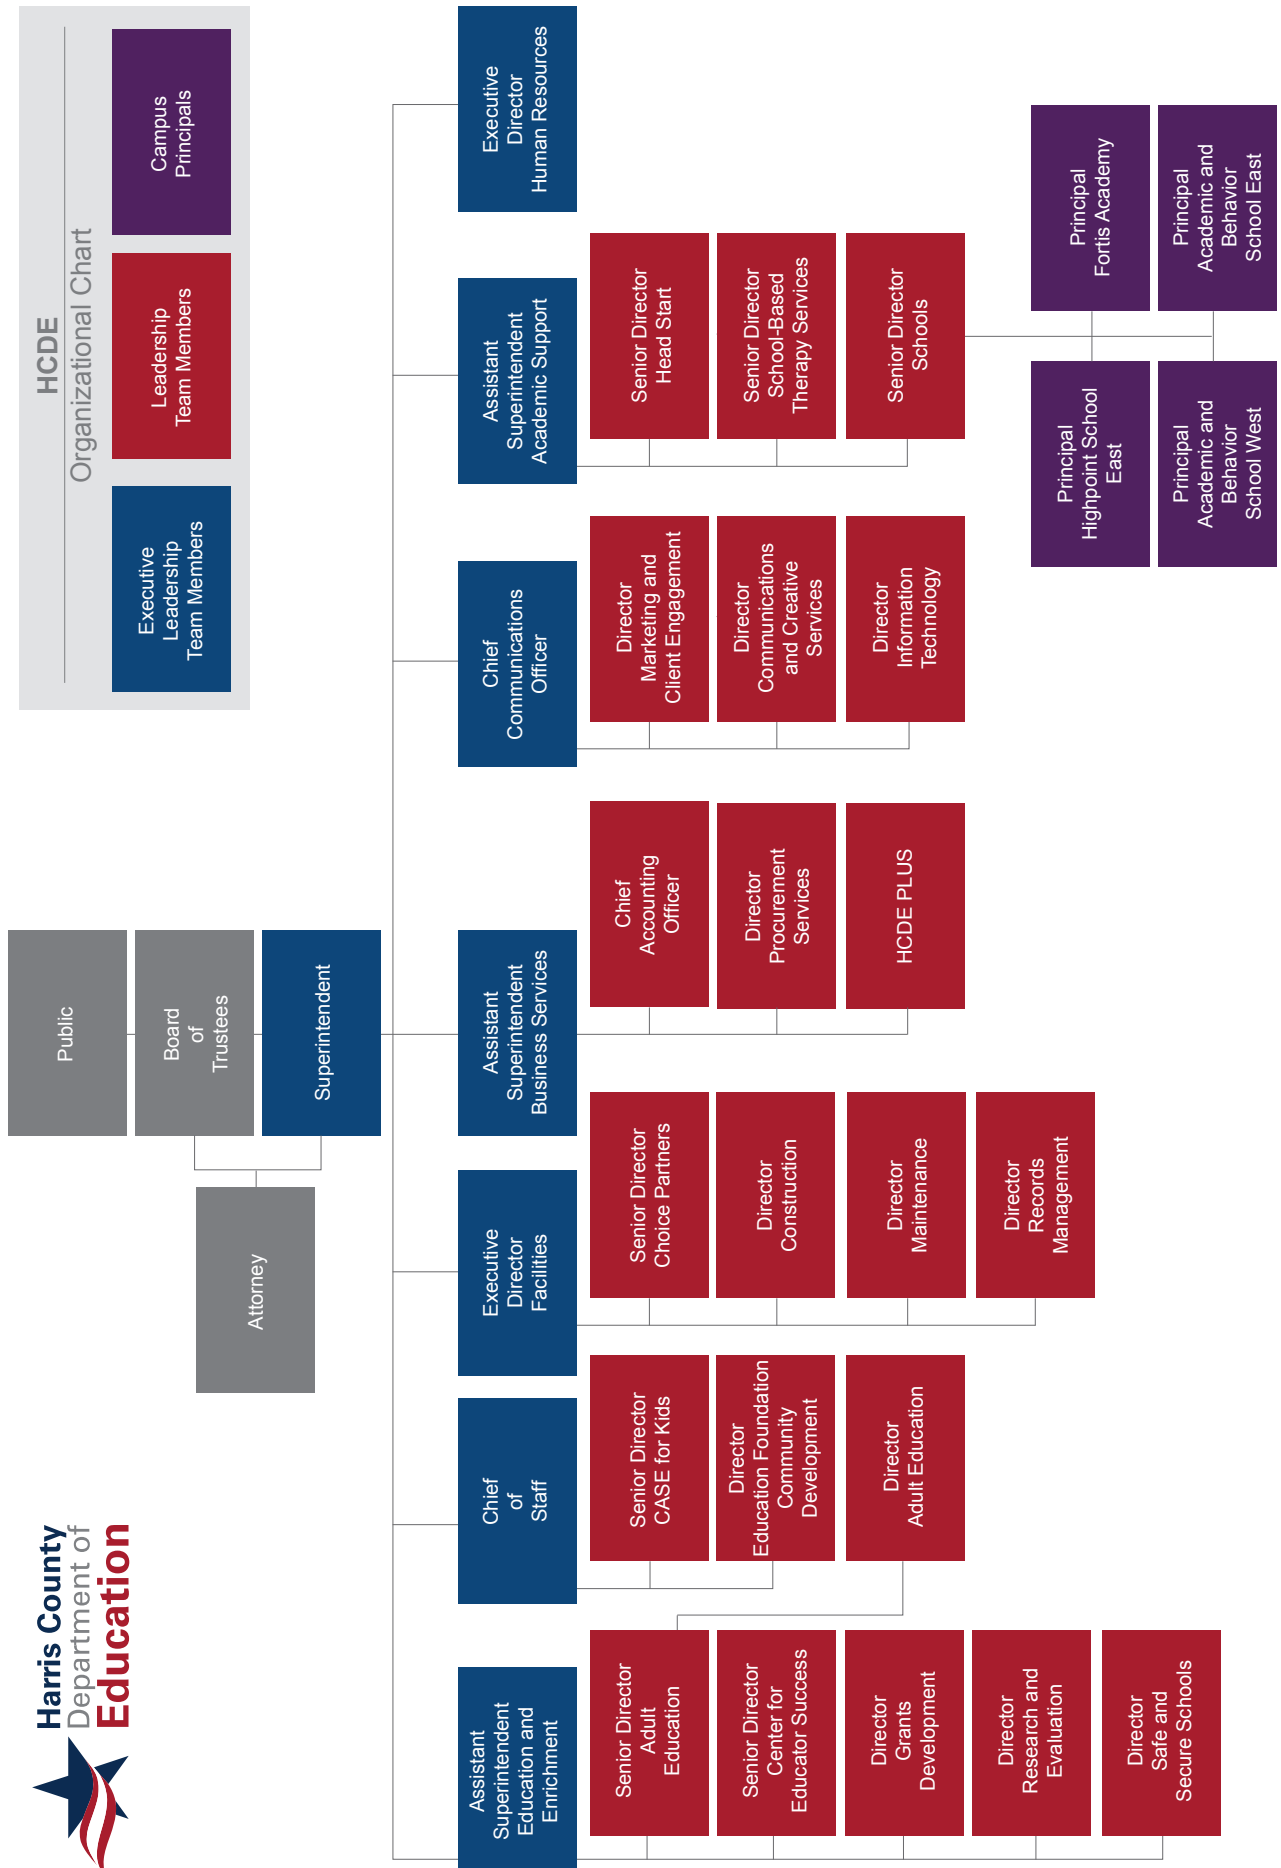 Harris County
Department of
Education
HCDE
Organizational Chart
Executive
Leadership
Team Members
Leadership
Team Members
Campus
Principals
Public
Board
of
Trustees
Attorney
Superintendent
Assistant
Superintendent
Education and
Enrichment
Senior Director
Adult
Education
Senior Director
Center for
Educator Success
Director
Grants
Development
Director
Research and
Evaluation
Director
Safe and
Secure Schools
Chief
of
Staff
Senior Director
CASE for Kids
Director
Education Foundation
Community
Development
Director
Adult Education
Executive
Director
Facilities
Senior Director
Choice Partners
Director
Construction
Director
Maintenance
Director
Records
Management
Assistant
Superintendent
Business Services
Chief
Accounting
Officer
Director
Procurement
Services
HCDE PLUS
Chief
Communications
Officer
Director
Marketing and
Client Engagement
Director
Communications
and Creative
Services
Director
Information
Technology
Assistant
Superintendent
Academic Support
Senior Director
Head Start
Senior Director
School-Based
Therapy Services
Senior Director
Schools
Principal
Highpoint School
East
Principal
Fortis Academy
Principal
Academic and
Behavior
School West
Principal
Academic and
Behavior
School East
Executive
Director
Human Resources